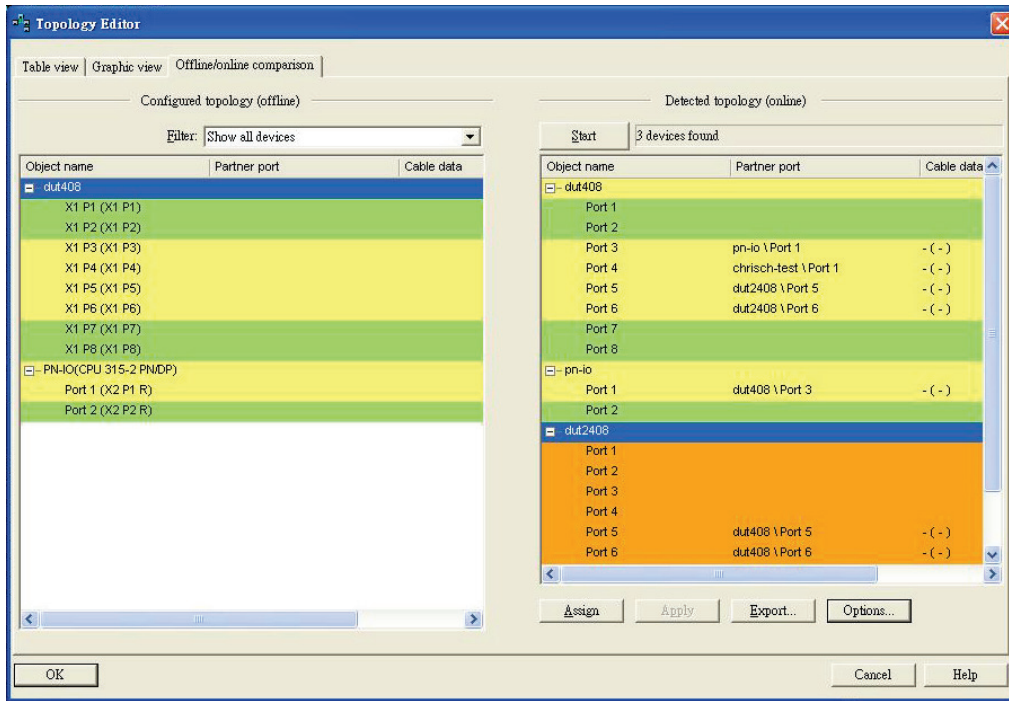 Topology Editor
Table view Graphic view Offline/online comparison
Configured topology (offline)
Filter: Show all devices
Object name Partner port Cable data
dut408
X1 P1 (X1 P1)
X1 P2 (X1 P2)
X1 P3 (X1 P3)
X1 P4 (X1 P4)
X1 P5 (X1 P5)
X1 P6 (X1 P6)
X1 P7 (X1 P7)
X1 P8 (X1 P8)
PN-IO(CPU 315-2 PN/DP)
Port 1 (X2 P1 R)
Port 2 (X2 P2 R)
Detected topology (online)
Start 3 devices found
Object name Partner port Cable data
dut408
Port 1
Port 2
Port 3 pn-io \ Port 1 - ( - )
Port 4 chrisch-test \ Port 1 - ( - )
Port 5 dut2408 \ Port 5 - ( - )
Port 6 dut2408 \ Port 6 - ( - )
Port 7
Port 8
pn-io
Port 1 dut408 \ Port 3 - ( - )
Port 2
dut2408
Port 1
Port 2
Port 3
Port 4
Port 5 dut408 \ Port 5 - ( - )
Port 6 dut408 \ Port 6 - ( - )
Assign Apply Export... Options...
OK Cancel Help